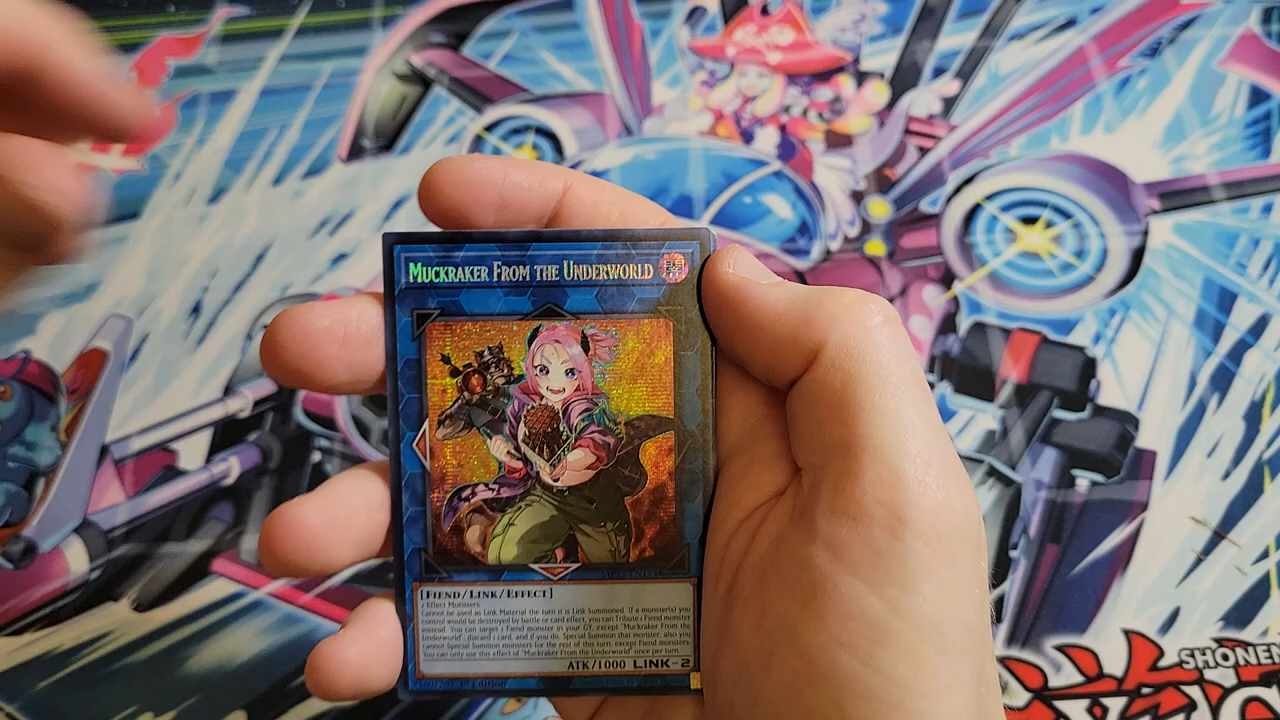 MUCKRAKER FROM THE UNDERWORLD
[FIEND/LINK/EFFECT]
2 Effect Monsters
Cannot be used as Link Material the turn it is Link Summoned. If a monster(s) you
control would be destroyed by battle or card effect, you can Tribute 1 Fiend monster
instead. You can target 1 Fiend monster in your GY, except "Muckraker From the
Underworld"; discard 1 card, and if you do, Special Summon that monster, also you
cannot Special Summon monsters for the rest of this turn, except Fiend monsters.
You can only use this effect of "Muckraker From the Underworld" once per turn.
ATK/1000 LINK-2
1st Edition
SHONEN